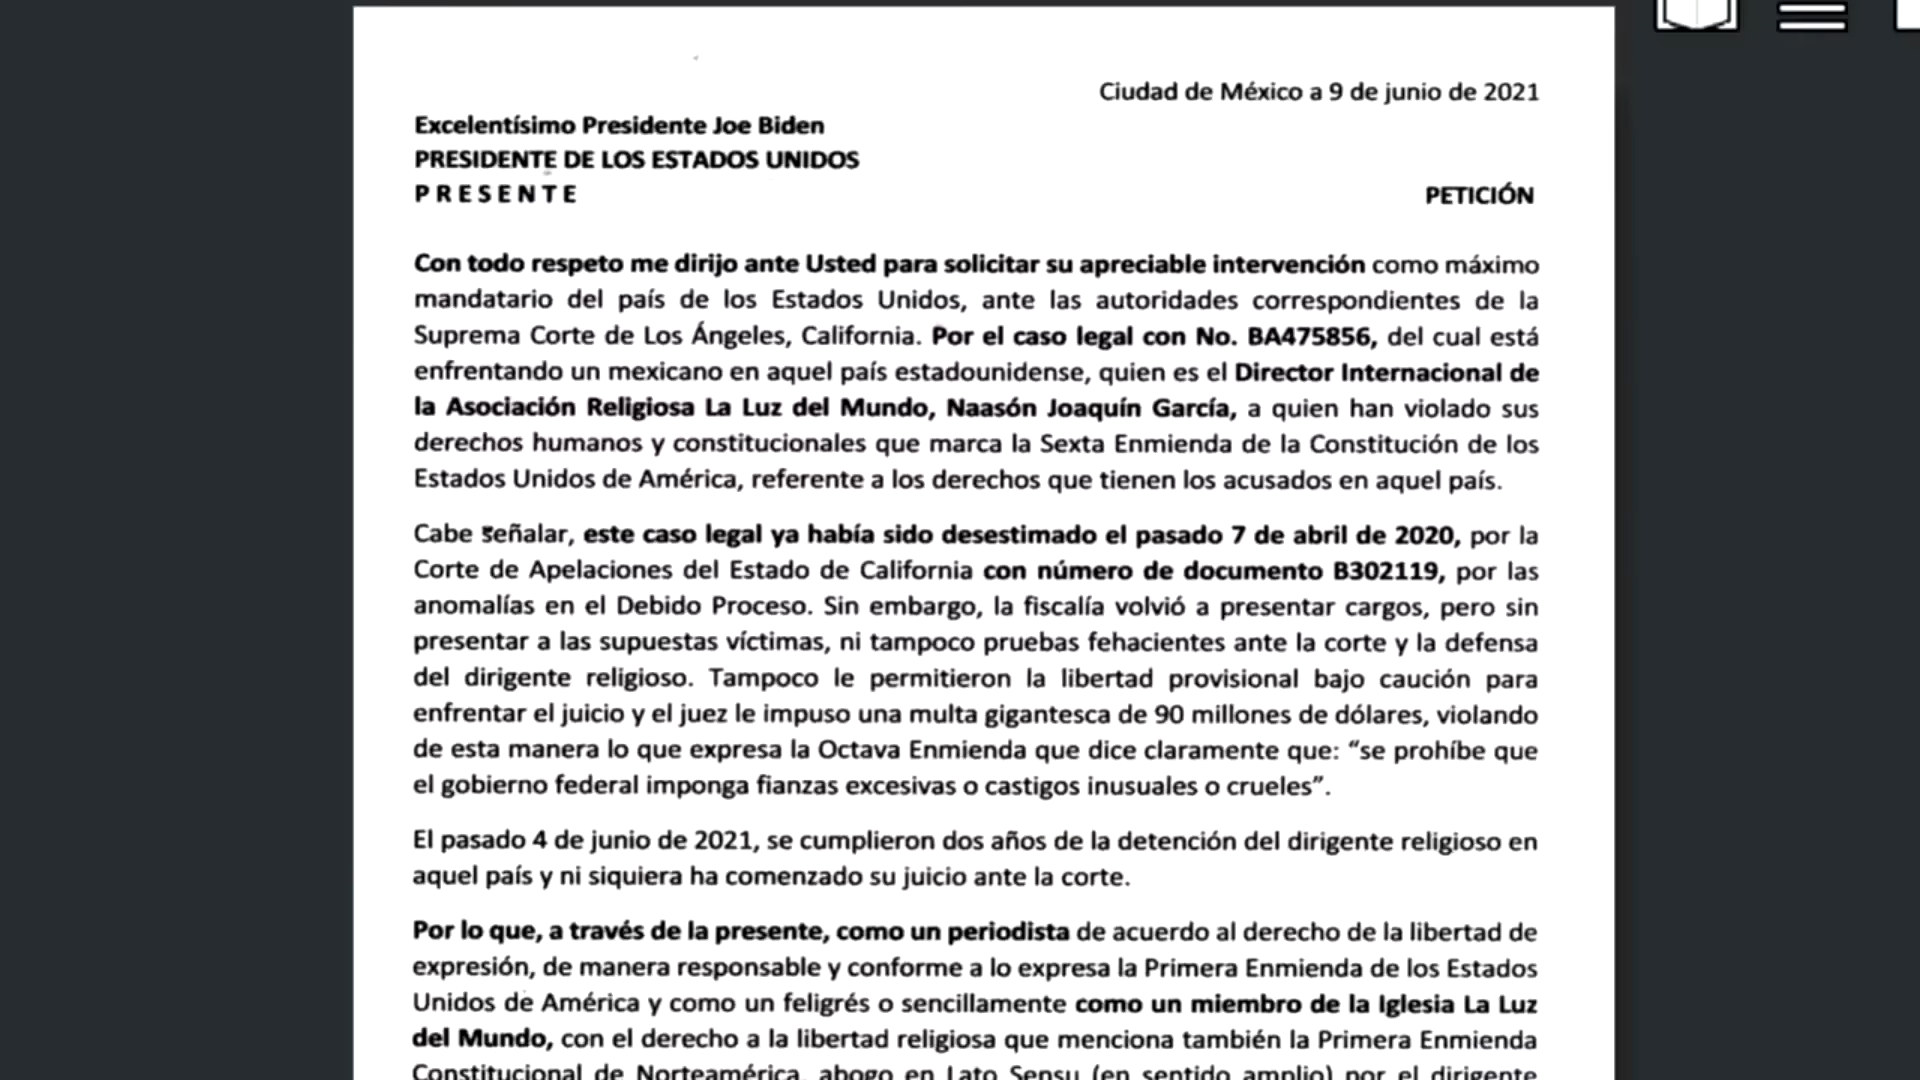 Ciudad de México a 9 de junio de 2021
Excelentísimo Presidente Joe Biden
PRESIDENTE DE LOS ESTADOS UNIDOS
P R E S E N T E
PETICIÓN
Con todo respeto me dirijo ante Usted para solicitar su apreciable intervención como máximo
mandatario del país de los Estados Unidos, ante las autoridades correspondientes de la
Suprema Corte de Los Ángeles, California. Por el caso legal con No. BA475856, del cual está
enfrentando un mexicano en aquel país estadounidense, quien es el Director Internacional de
la Asociación Religiosa La Luz del Mundo, Naasón Joaquín García, a quien han violado sus
derechos humanos y constitucionales que marca la Sexta Enmienda de la Constitución de los
Estados Unidos de América, referente a los derechos que tienen los acusados en aquel país.
Cabe señalar, este caso legal ya había sido desestimado el pasado 7 de abril de 2020, por la
Corte de Apelaciones del Estado de California con número de documento B302119, por las
anomalías en el Debido Proceso. Sin embargo, la fiscalía volvió a presentar cargos, pero sin
presentar a las supuestas víctimas, ni tampoco pruebas fehacientes ante la corte y la defensa
del dirigente religioso. Tampoco le permitieron la libertad provisional bajo caución para
enfrentar el juicio y el juez le impuso una multa gigantesca de 90 millones de dólares, violando
de esta manera lo que expresa la Octava Enmienda que dice claramente que: “se prohíbe que
el gobierno federal imponga fianzas excesivas o castigos inusuales o crueles”.
El pasado 4 de junio de 2021, se cumplieron dos años de la detención del dirigente religioso en
aquel país y ni siquiera ha comenzado su juicio ante la corte.
Por lo que, a través de la presente, como un periodista de acuerdo al derecho de la libertad de
expresión, de manera responsable y conforme a lo expresa la Primera Enmienda de los Estados
Unidos de América y como un feligrés o sencillamente como un miembro de la Iglesia La Luz
del Mundo, con el derecho a la libertad religiosa que menciona también la Primera Enmienda
Constitucional de Norteamérica, abogo en Lato Sensu (en sentido amplio) por el dirigente